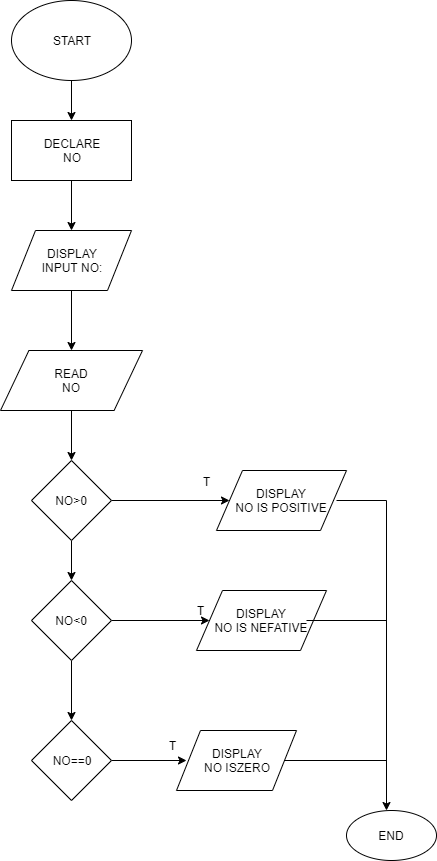 START
DECLARE
NO
DISPLAY
INPUT NO:
READ
NO
NO>0
T
DISPLAY
NO IS POSITIVE
NO<0
T
DISPLAY
NO IS NEFATIVE
NO==0
T
DISPLAY
NO ISZERO
END